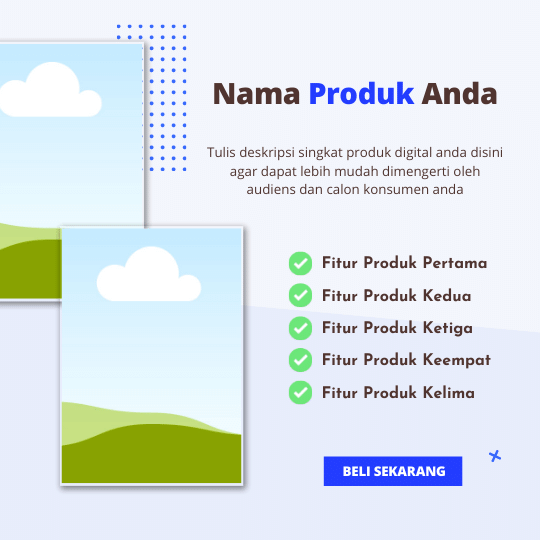 Nama Produk Anda
Tulis deskripsi singkat produk digital anda disini
agar dapat lebih mudah dimengerti oleh
audiens dan calon konsumen anda
Fitur Produk Pertama
Fitur Produk Kedua
Fitur Produk Ketiga
Fitur Produk Keempat
Fitur Produk Kelima
BELI SEKARANG